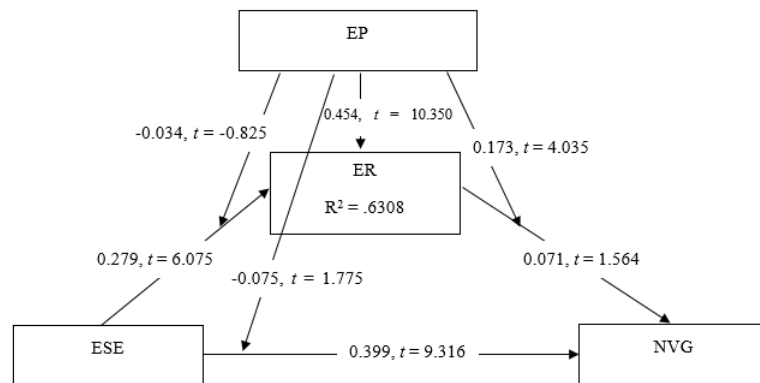 EP
0.454, t = 10.350
-0.034, t = -0.825
0.173, t = 4.035
ER
R² = .6308
0.279, t = 6.075
-0.075, t = 1.775
0.071, t = 1.564
ESE
0.399, t = 9.316
NVG